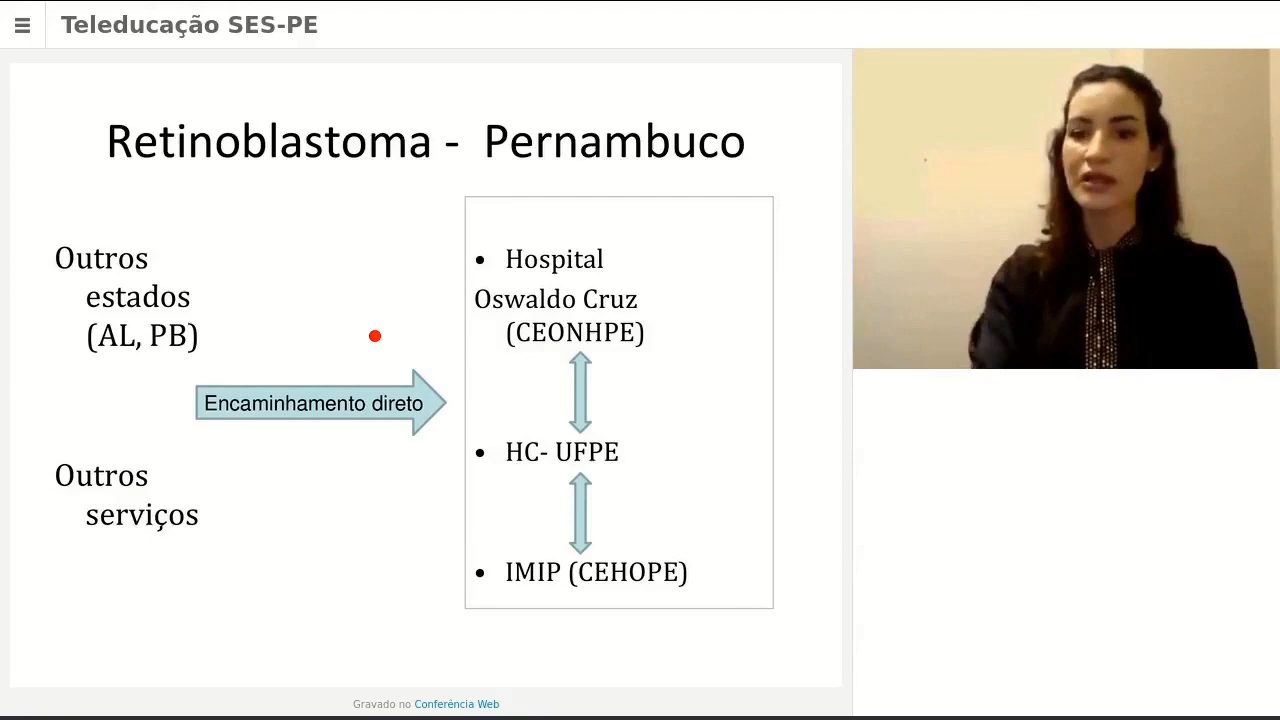 Teleducação SES-PE
Retinoblastoma - Pernambuco
Outros
estados
(AL, PB)
Encaminhamento direto
Outros
serviços
• Hospital
Oswaldo Cruz
(CEONHPE)
• HC- UFPE
• IMIP (CEHOPE)
Gravado no Conferência Web